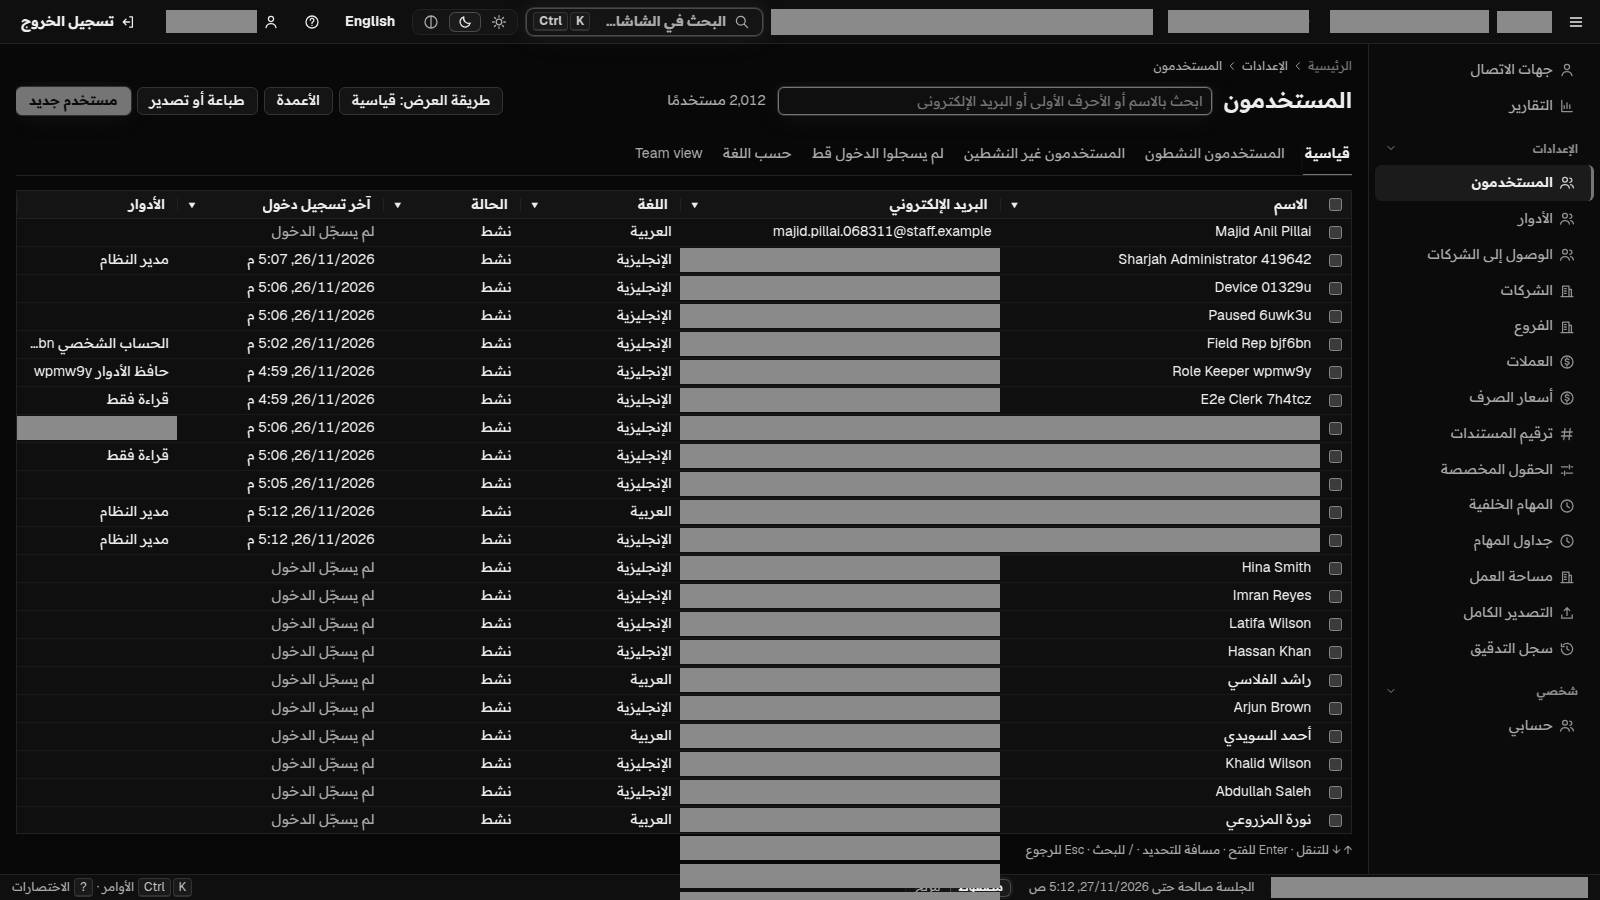 البحث في الشاشا... Ctrl K
English
تسجيل الخروج
جهات الاتصال
التقارير
الإعدادات
المستخدمون
الأدوار
الوصول إلى الشركات
الشركات
الفروع
العملات
أسعار الصرف
ترقيم المستندات
الحقول المخصصة
المهام الخلفية
جداول المهام
مساحة العمل
التصدير الكامل
سجل التدقيق
شخصي
حسابي
الرئيسية › الإعدادات › المستخدمون
المستخدمون
ابحث بالاسم أو الأحرف الأولى أو البريد الإلكتروني
2,012 مستخدمًا
طريقة العرض: قياسية
الأعمدة
طباعة أو تصدير
مستخدم جديد
قياسية المستخدمون النشطون المستخدمون غير النشطين لم يسجلوا الدخول قط حسب اللغة Team view
الاسم البريد الإلكتروني اللغة الحالة آخر تسجيل دخول الأدوار
Majid Anil Pillai majid.pillai.068311@staff.example العربية نشط لم يسجّل الدخول
Sharjah Administrator 419642 الإنجليزية نشط 26/11/2026, 5:07 م مدير النظام
Device 01329u الإنجليزية نشط 26/11/2026, 5:06 م
Paused 6uwk3u الإنجليزية نشط 26/11/2026, 5:06 م
Field Rep bjf6bn الإنجليزية نشط 26/11/2026, 5:02 م الحساب الشخصي bn...
Role Keeper wpmw9y الإنجليزية نشط 26/11/2026, 4:59 م حافظ الأدوار wpmw9y
E2e Clerk 7h4tcz الإنجليزية نشط 26/11/2026, 4:59 م قراءة فقط
الإنجليزية نشط 26/11/2026, 5:06 م
الإنجليزية نشط 26/11/2026, 5:06 م قراءة فقط
الإنجليزية نشط 26/11/2026, 5:05 م
العربية نشط 26/11/2026, 5:12 م مدير النظام
الإنجليزية نشط 26/11/2026, 5:12 م مدير النظام
Hina Smith الإنجليزية نشط لم يسجّل الدخول
Imran Reyes الإنجليزية نشط لم يسجّل الدخول
Latifa Wilson الإنجليزية نشط لم يسجّل الدخول
Hassan Khan الإنجليزية نشط لم يسجّل الدخول
راشد الفلاسي العربية نشط لم يسجّل الدخول
Arjun Brown الإنجليزية نشط لم يسجّل الدخول
أحمد السويدي العربية نشط لم يسجّل الدخول
Khalid Wilson الإنجليزية نشط لم يسجّل الدخول
Abdullah Saleh الإنجليزية نشط لم يسجّل الدخول
نورة المزروعي العربية نشط لم يسجّل الدخول
↑↓ للتنقل · Enter للفتح · مسافة للتحديد · / للبحث · Esc للرجوع
الجلسة صالحة حتى 27/11/2026, 5:12 ص
Ctrl K الأوامر · ? الاختصارات